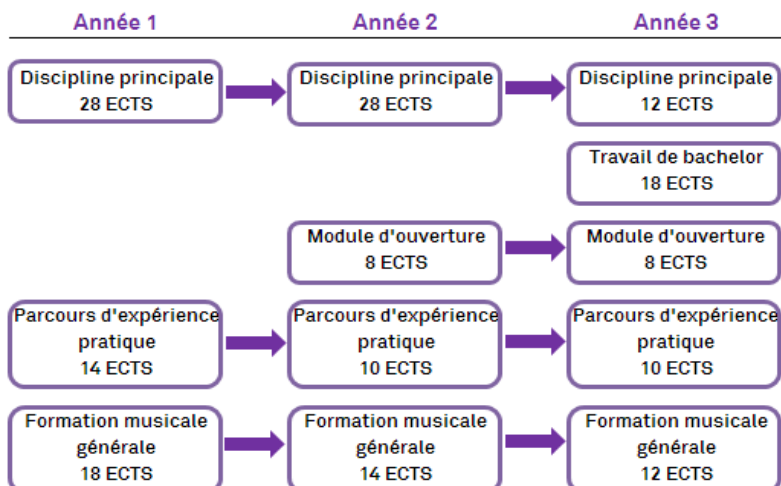 Année 1
Année 2
Année 3
Discipline principale
28 ECTS
Discipline principale
28 ECTS
Discipline principale
12 ECTS
Travail de bachelor
18 ECTS
Module d'ouverture
8 ECTS
Module d'ouverture
8 ECTS
Parcours d'expérience
pratique
14 ECTS
Parcours d'expérience
pratique
10 ECTS
Parcours d'expérience
pratique
10 ECTS
Formation musicale
générale
18 ECTS
Formation musicale
générale
14 ECTS
Formation musicale
générale
12 ECTS